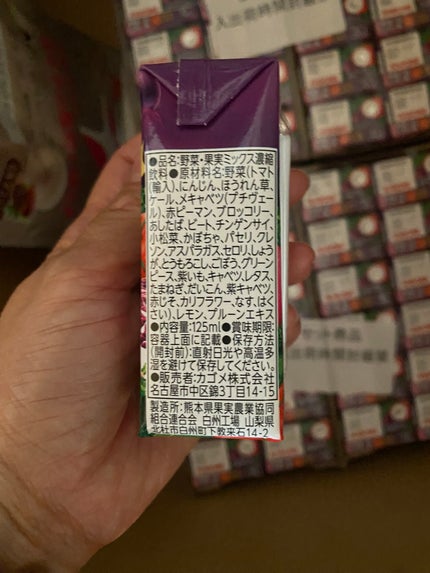 ●品名:野菜・果実ミックス濃縮
飲料●原材料名:野菜(トマト
(輸入)、にんじん、ほうれん草、
ケール、メキャベツ(プチヴェー
ル)、赤ピーマン、ブロッコリー、
あしたば、ビート、チンゲンサイ、
小松菜、かぼちゃ、パセリ、クレ
ソン、アスパラガス、セロリ、しょう
が、とうもろこし、ごぼう、グリーン
ピース、紫いも、キャベツ、レタス、
たまねぎ、だいこん、紫キャベツ、
赤じそ、カリフラワー、なす、はく
さい)、レモン、プルーンエキス
●内容量:125ml●賞味期限:
容器上面に記載●保存方法
(開封前):直射日光や高温多
湿を避けて保存してください。
●販売者:カゴメ株式会社
名古屋市中区錦3丁目14-15
製造所:熊本県果実農業協同
組合連合会 白州工場 山梨県
北杜市白州町下教来石14-2